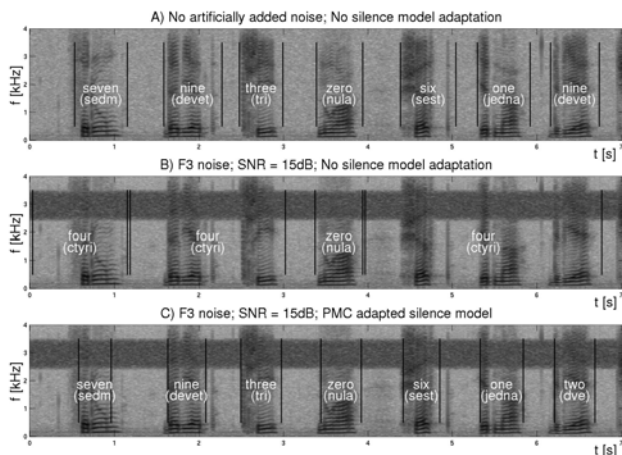 A) No artificially added noise; No silence model adaptation
f [kHz]
4
3
2
1
0
seven nine three zero six one nine
(sedm) (devet) (tri) (nula) (sest) (jedna) (devet)
0 1 2 3 4 5 6 7
t [s]
B) F3 noise; SNR = 15dB; No silence model adaptation
f [kHz]
4
3
2
1
0
four four zero four
(ctyri) (ctyri) (nula) (ctyri)
0 1 2 3 4 5 6 7
t [s]
C) F3 noise; SNR = 15dB; PMC adapted silence model
f [kHz]
4
3
2
1
0
seven nine three zero six one two
(sedm) (devet) (tri) (nula) (sest) (jedna) (dve)
0 1 2 3 4 5 6 7
t [s]